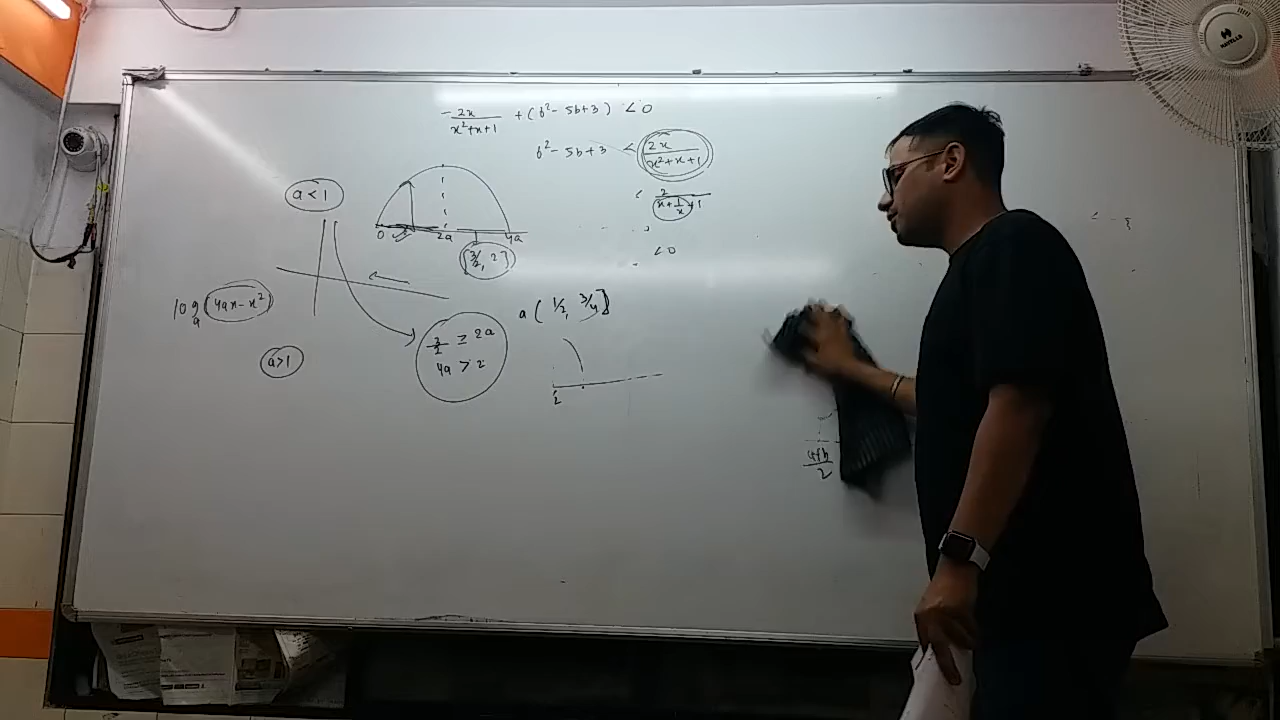 -2x/(x²+x+1) + (b²-5b+3) < 0
b²-5b+3 < 2x/(x²+x+1)
< 2/(x+1/x+1)
< 0
a<1
0 2a 4a
[3/2, 2]
log_a (4ax-x²)
a>1
3/2 ≥ 2a
4a > 2
a (1/2, 3/4]
1/2
HAVELLS